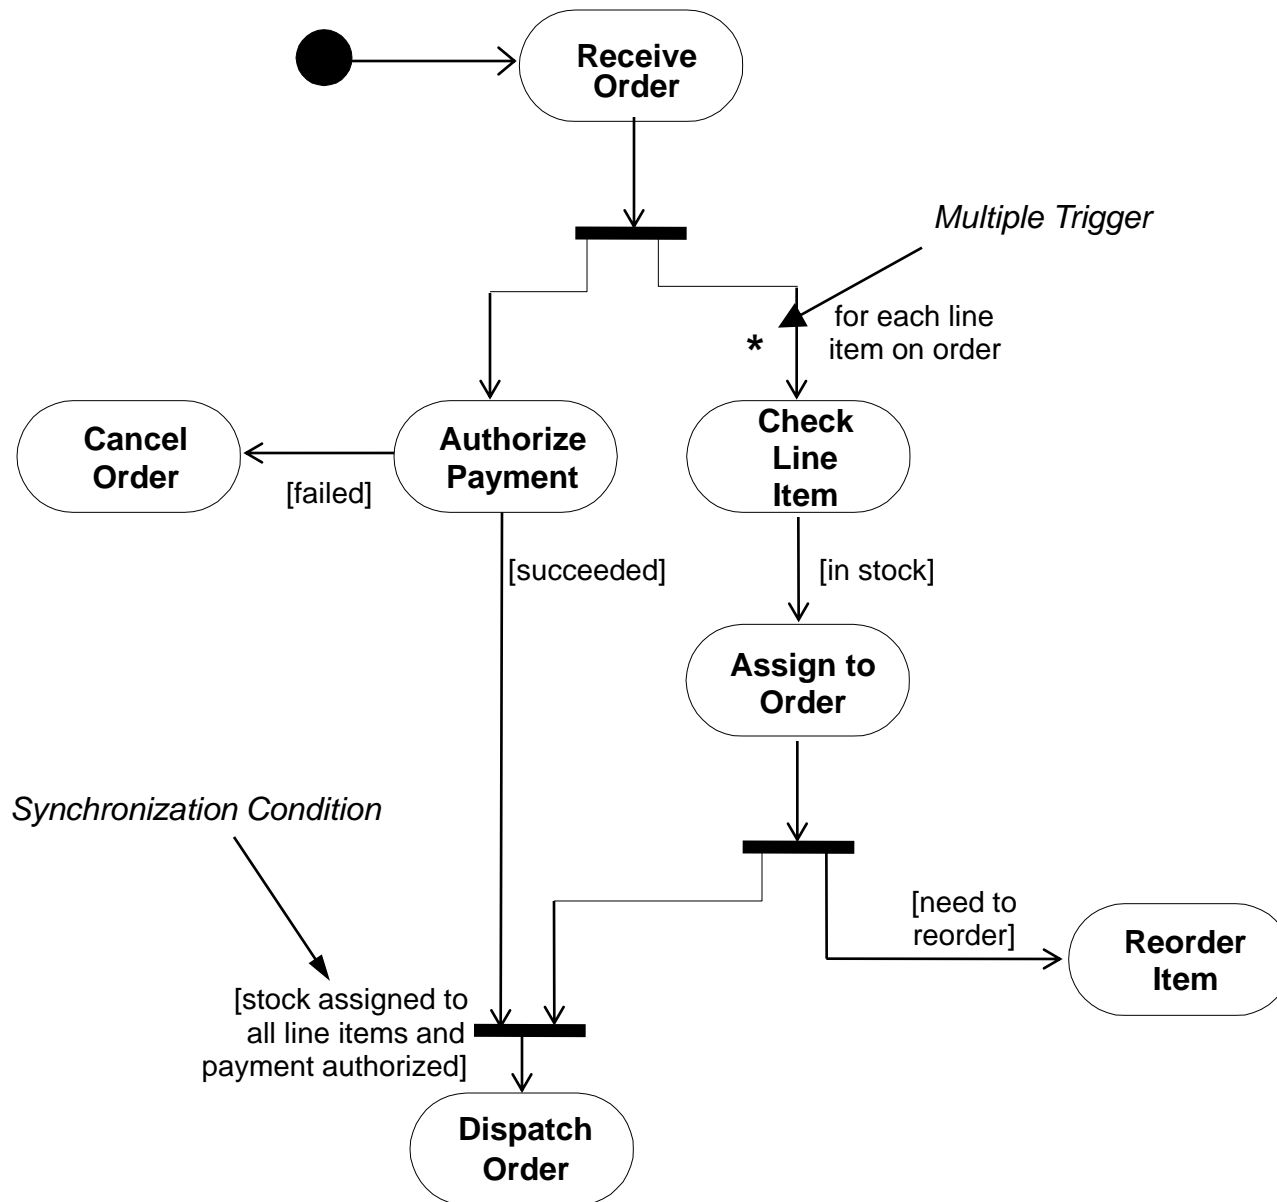 Receive
Order
Multiple Trigger
for each line
item on order
*
Cancel
Order
[failed]
Authorize
Payment
Check
Line
Item
[succeeded]
[in stock]
Assign to
Order
Synchronization Condition
[need to
reorder]
Reorder
Item
[stock assigned to
all line items and
payment authorized]
Dispatch
Order